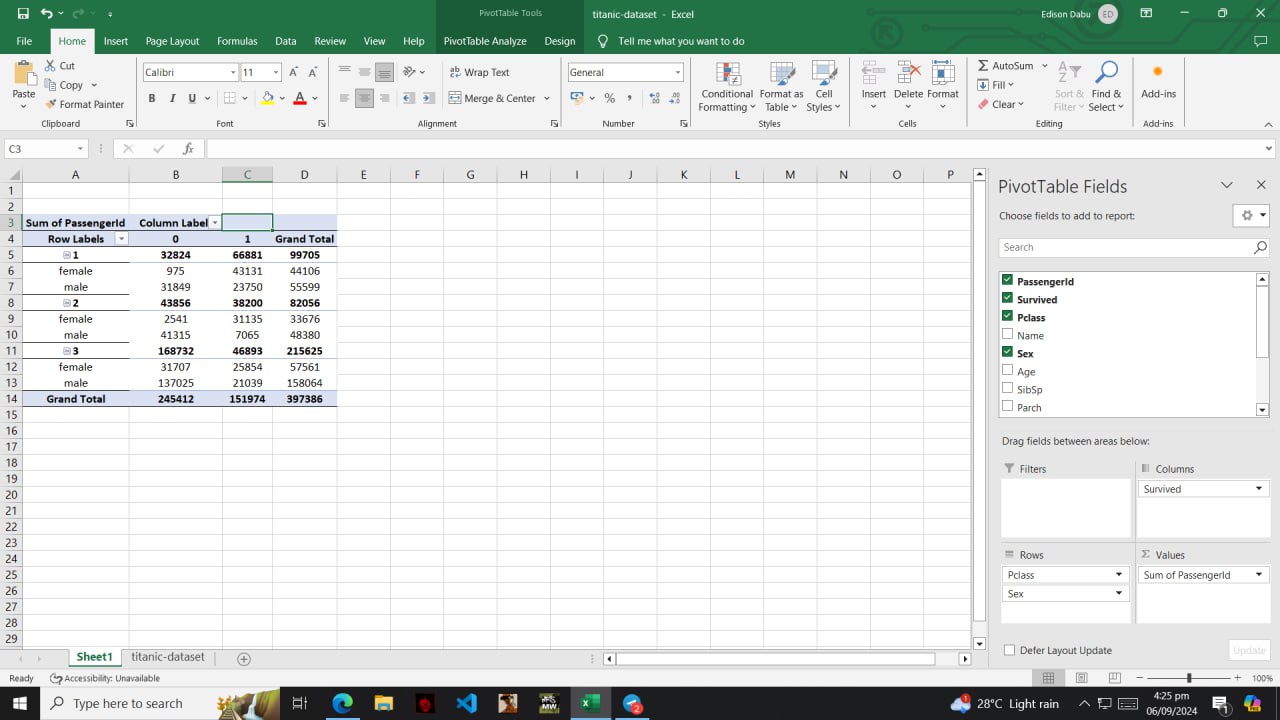 PivotTable Tools
titanic-dataset - Excel
Edison Dabu ED
File Home Insert Page Layout Formulas Data Review View Help PivotTable Analyze Design Tell me what you want to do
Paste
Cut
Copy
Format Painter
Clipboard
Calibri 11
B I U
Font
Wrap Text
Merge & Center
Alignment
General
% ,
Number
Conditional Formatting
Format as Table
Cell Styles
Styles
Insert Delete Format
Cells
AutoSum
Fill
Clear
Sort & Filter
Find & Select
Editing
Add-ins
Add-ins
C3 fx
A B C D E F G H I J K L M N O P
1
2
3 Sum of PassengerId Column Label
4 Row Labels 0 1 Grand Total
5 1 32824 66881 99705
6 female 975 43131 44106
7 male 31849 23750 55599
8 2 43856 38200 82056
9 female 2541 31135 33676
10 male 41315 7065 48380
11 3 168732 46893 215625
12 female 31707 25854 57561
13 male 137025 21039 158064
14 Grand Total 245412 151974 397386
15
16
17
18
19
20
21
22
23
24
25
26
27
28
29
PivotTable Fields
Choose fields to add to report:
Search
PassengerId
Survived
Pclass
Name
Sex
Age
SibSp
Parch
Drag fields between areas below:
Filters
Columns
Survived
Rows
Pclass
Sex
Values
Sum of PassengerId
Defer Layout Update Update
Sheet1 titanic-dataset
Ready Accessibility: Unavailable 100%
Type here to search
28°C Light rain
4:25 pm
06/09/2024